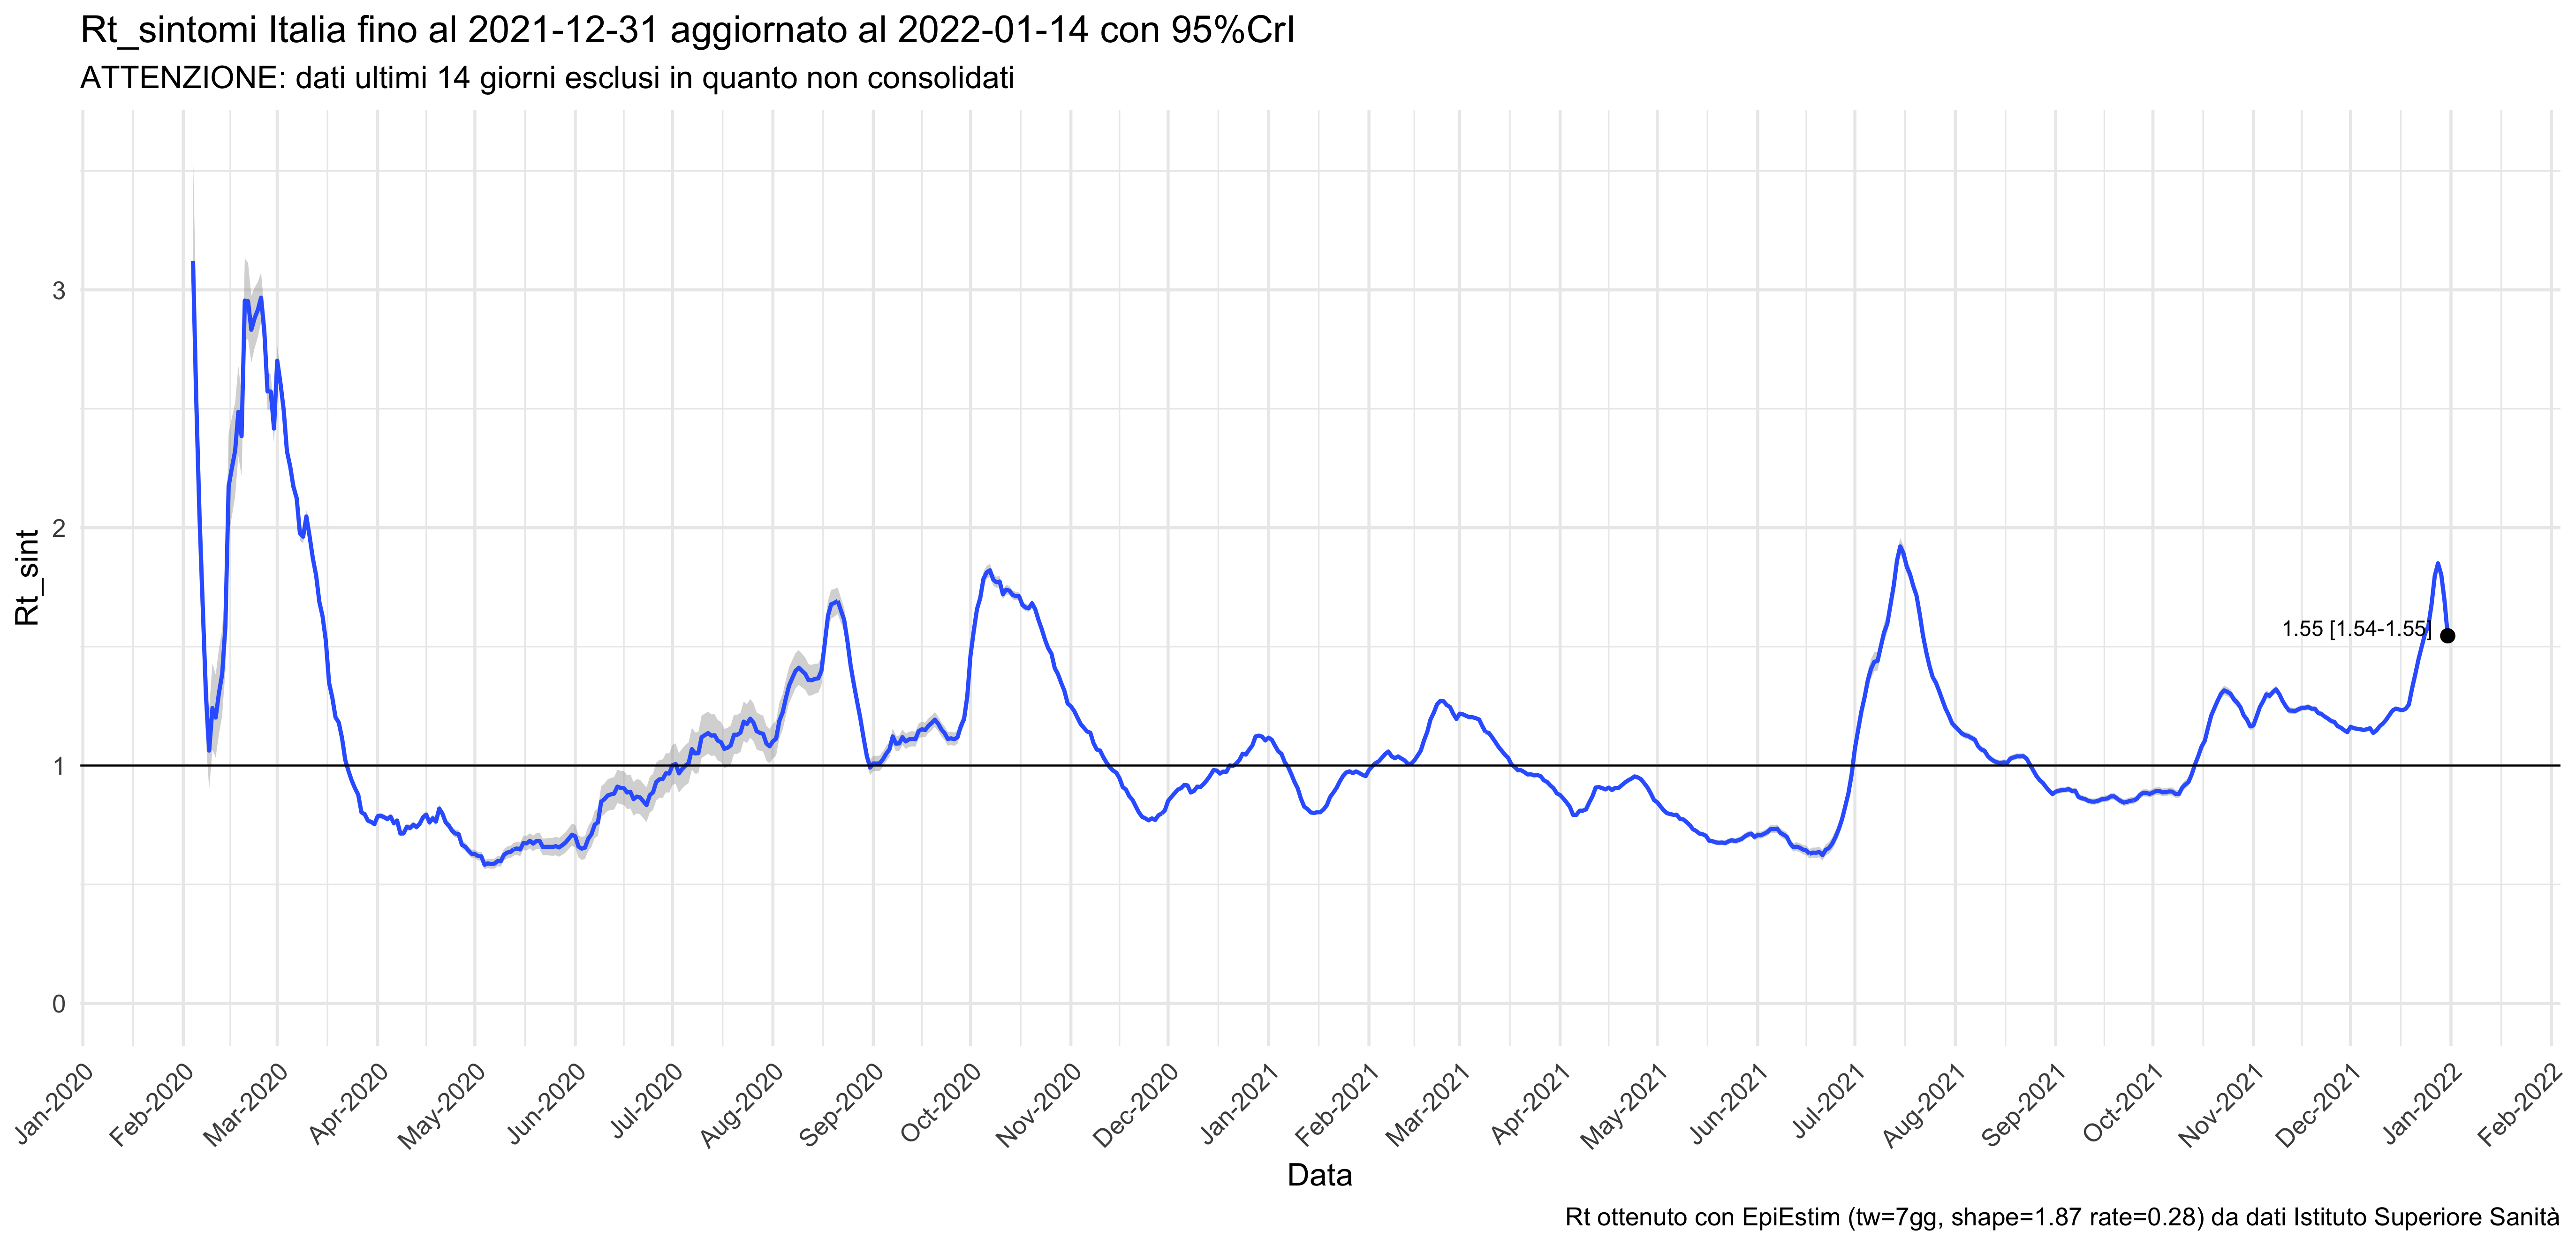 Rt_sintomi Italia fino al 2021-12-31 aggiornato al 2022-01-14 con 95%CrI
ATTENZIONE: dati ultimi 14 giorni esclusi in quanto non consolidati
3
2
1
0
Rt_sint
1.55 [1.54-1.55]
Jan-2020
Feb-2020
Mar-2020
Apr-2020
May-2020
Jun-2020
Jul-2020
Aug-2020
Sep-2020
Oct-2020
Nov-2020
Dec-2020
Jan-2021
Feb-2021
Mar-2021
Apr-2021
May-2021
Jun-2021
Jul-2021
Aug-2021
Sep-2021
Oct-2021
Nov-2021
Dec-2021
Jan-2022
Feb-2022
Data
Rt ottenuto con EpiEstim (tw=7gg, shape=1.87 rate=0.28) da dati Istituto Superiore Sanità